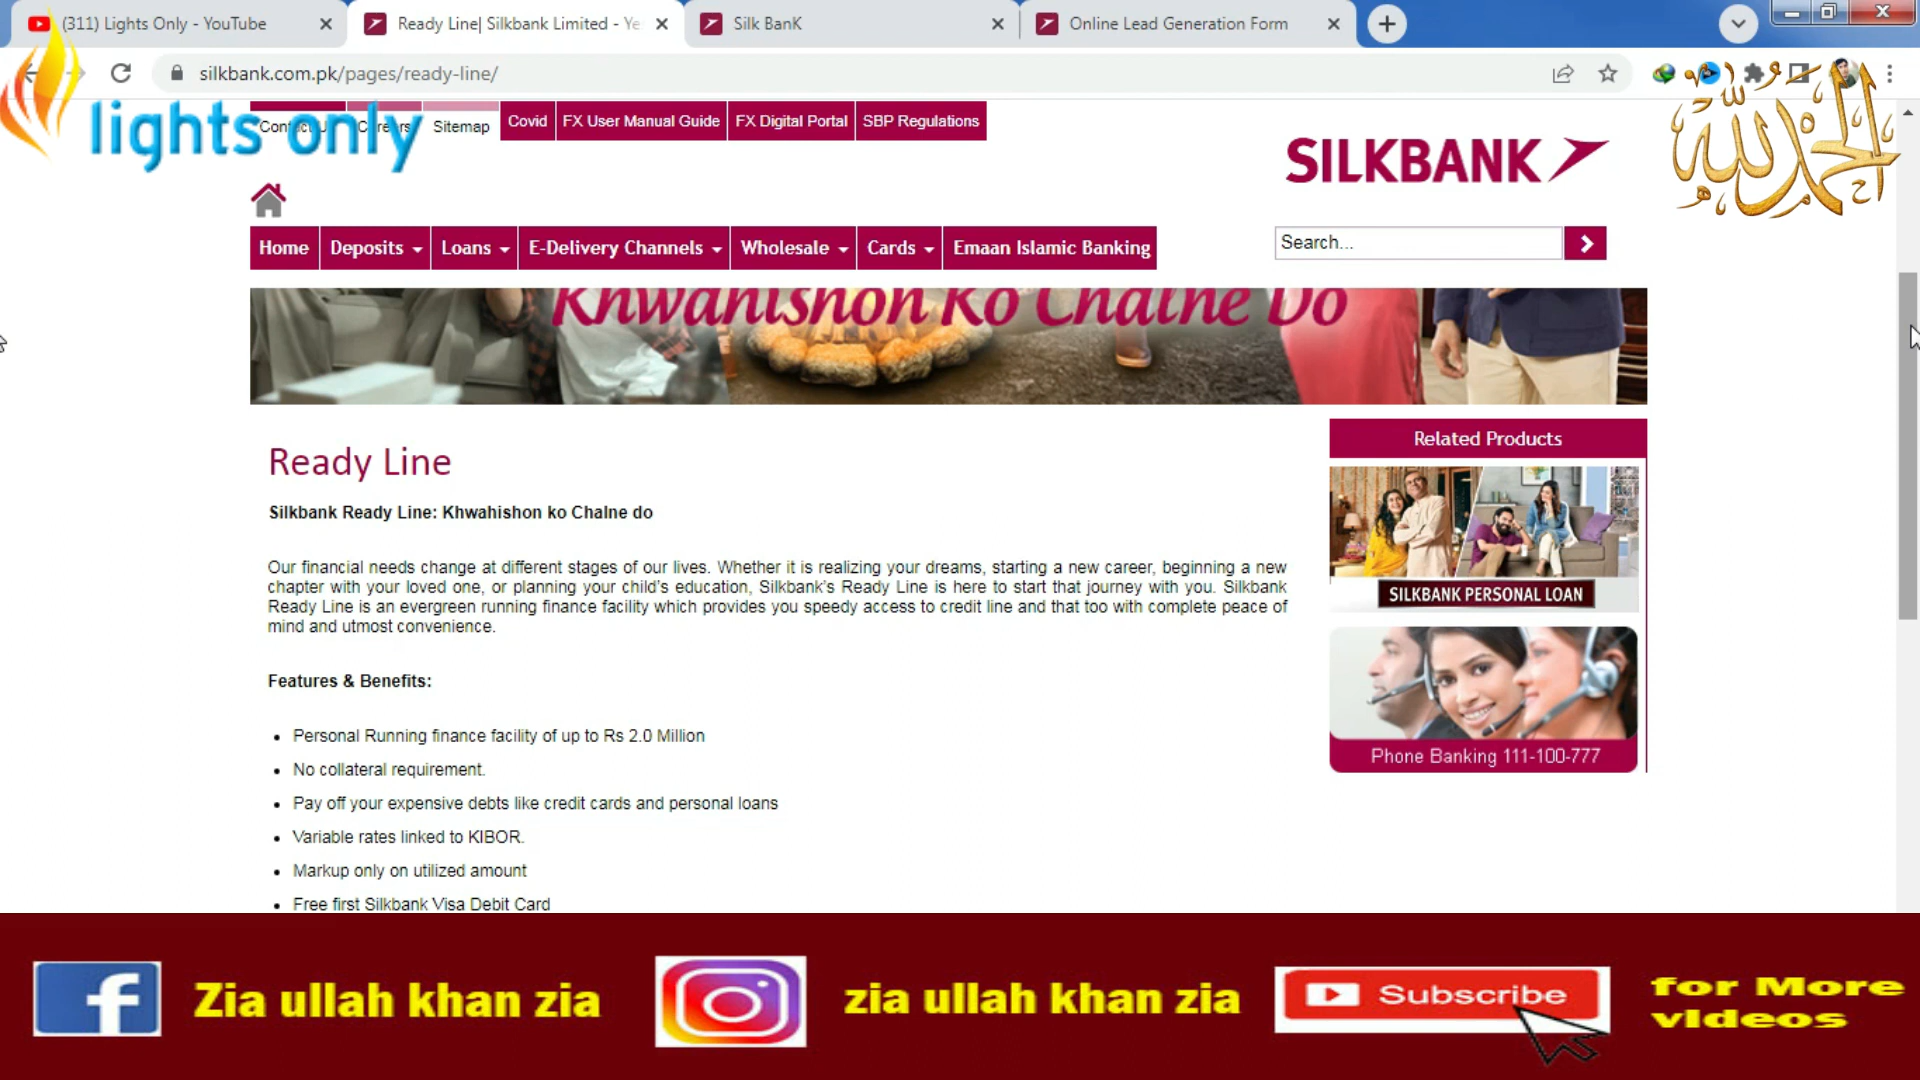 (311) Lights Only - YouTube
Ready Line| Silkbank Limited - Ye
Silk BanK
Online Lead Generation Form
silkbank.com.pk/pages/ready-line/
lights only
Sitemap
Covid
FX User Manual Guide
FX Digital Portal
SBP Regulations
SILKBANK
الحمد لله
Home
Deposits
Loans
E-Delivery Channels
Wholesale
Cards
Emaan Islamic Banking
Search...
Khwahishon Ko Chalne Do
Ready Line
Silkbank Ready Line: Khwahishon ko Chalne do
Our financial needs change at different stages of our lives. Whether it is realizing your dreams, starting a new career, beginning a new
chapter with your loved one, or planning your child's education, Silkbank's Ready Line is here to start that journey with you. Silkbank
Ready Line is an evergreen running finance facility which provides you speedy access to credit line and that too with complete peace of
mind and utmost convenience.
Features & Benefits:
Personal Running finance facility of up to Rs 2.0 Million
No collateral requirement.
Pay off your expensive debts like credit cards and personal loans
Variable rates linked to KIBOR.
Markup only on utilized amount
Free first Silkbank Visa Debit Card
Related Products
SILKBANK PERSONAL LOAN
Phone Banking 111-100-777
Zia ullah khan zia
zia ullah khan zia
Subscribe
for More
vIdeos